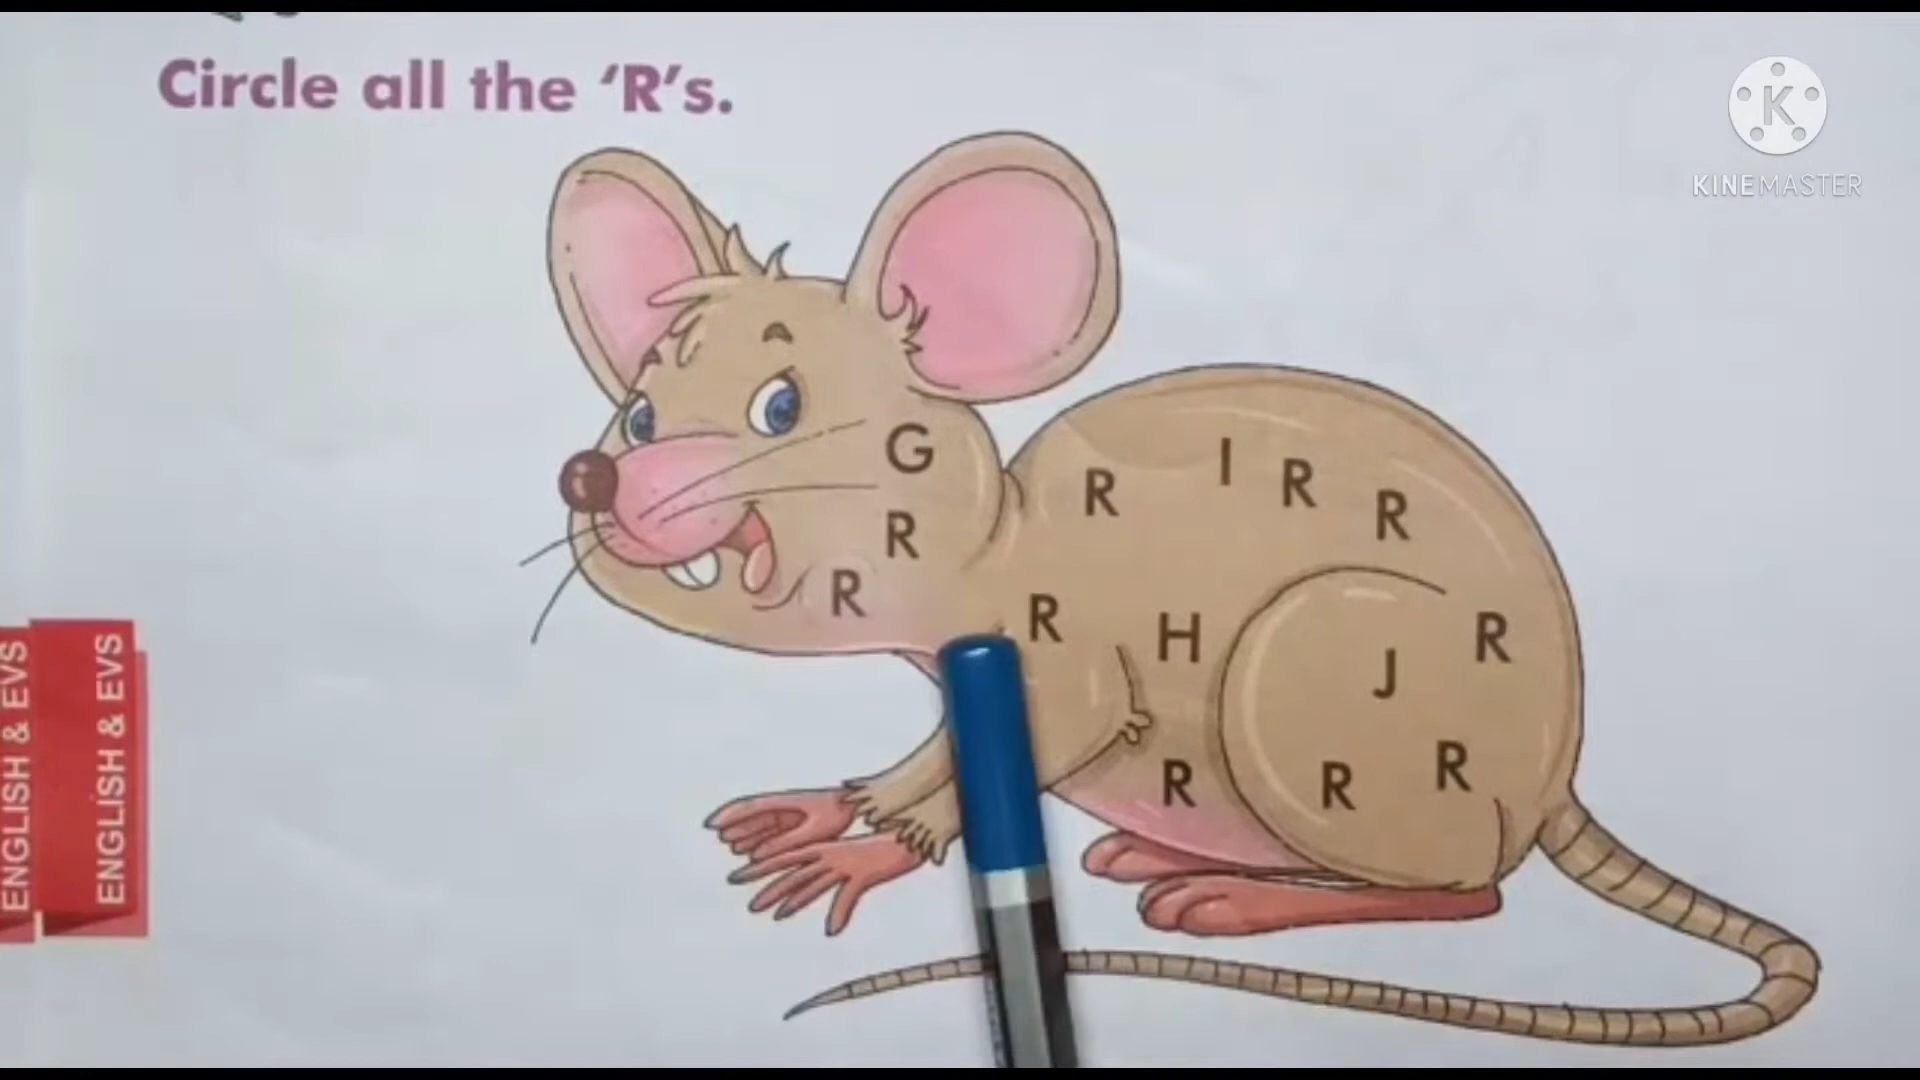 Circle all the 'R's.
K
KINEMASTER
G
R I R R
R
R
R H J R
R R R
ENGLISH & EVS
ENGLISH & EVS